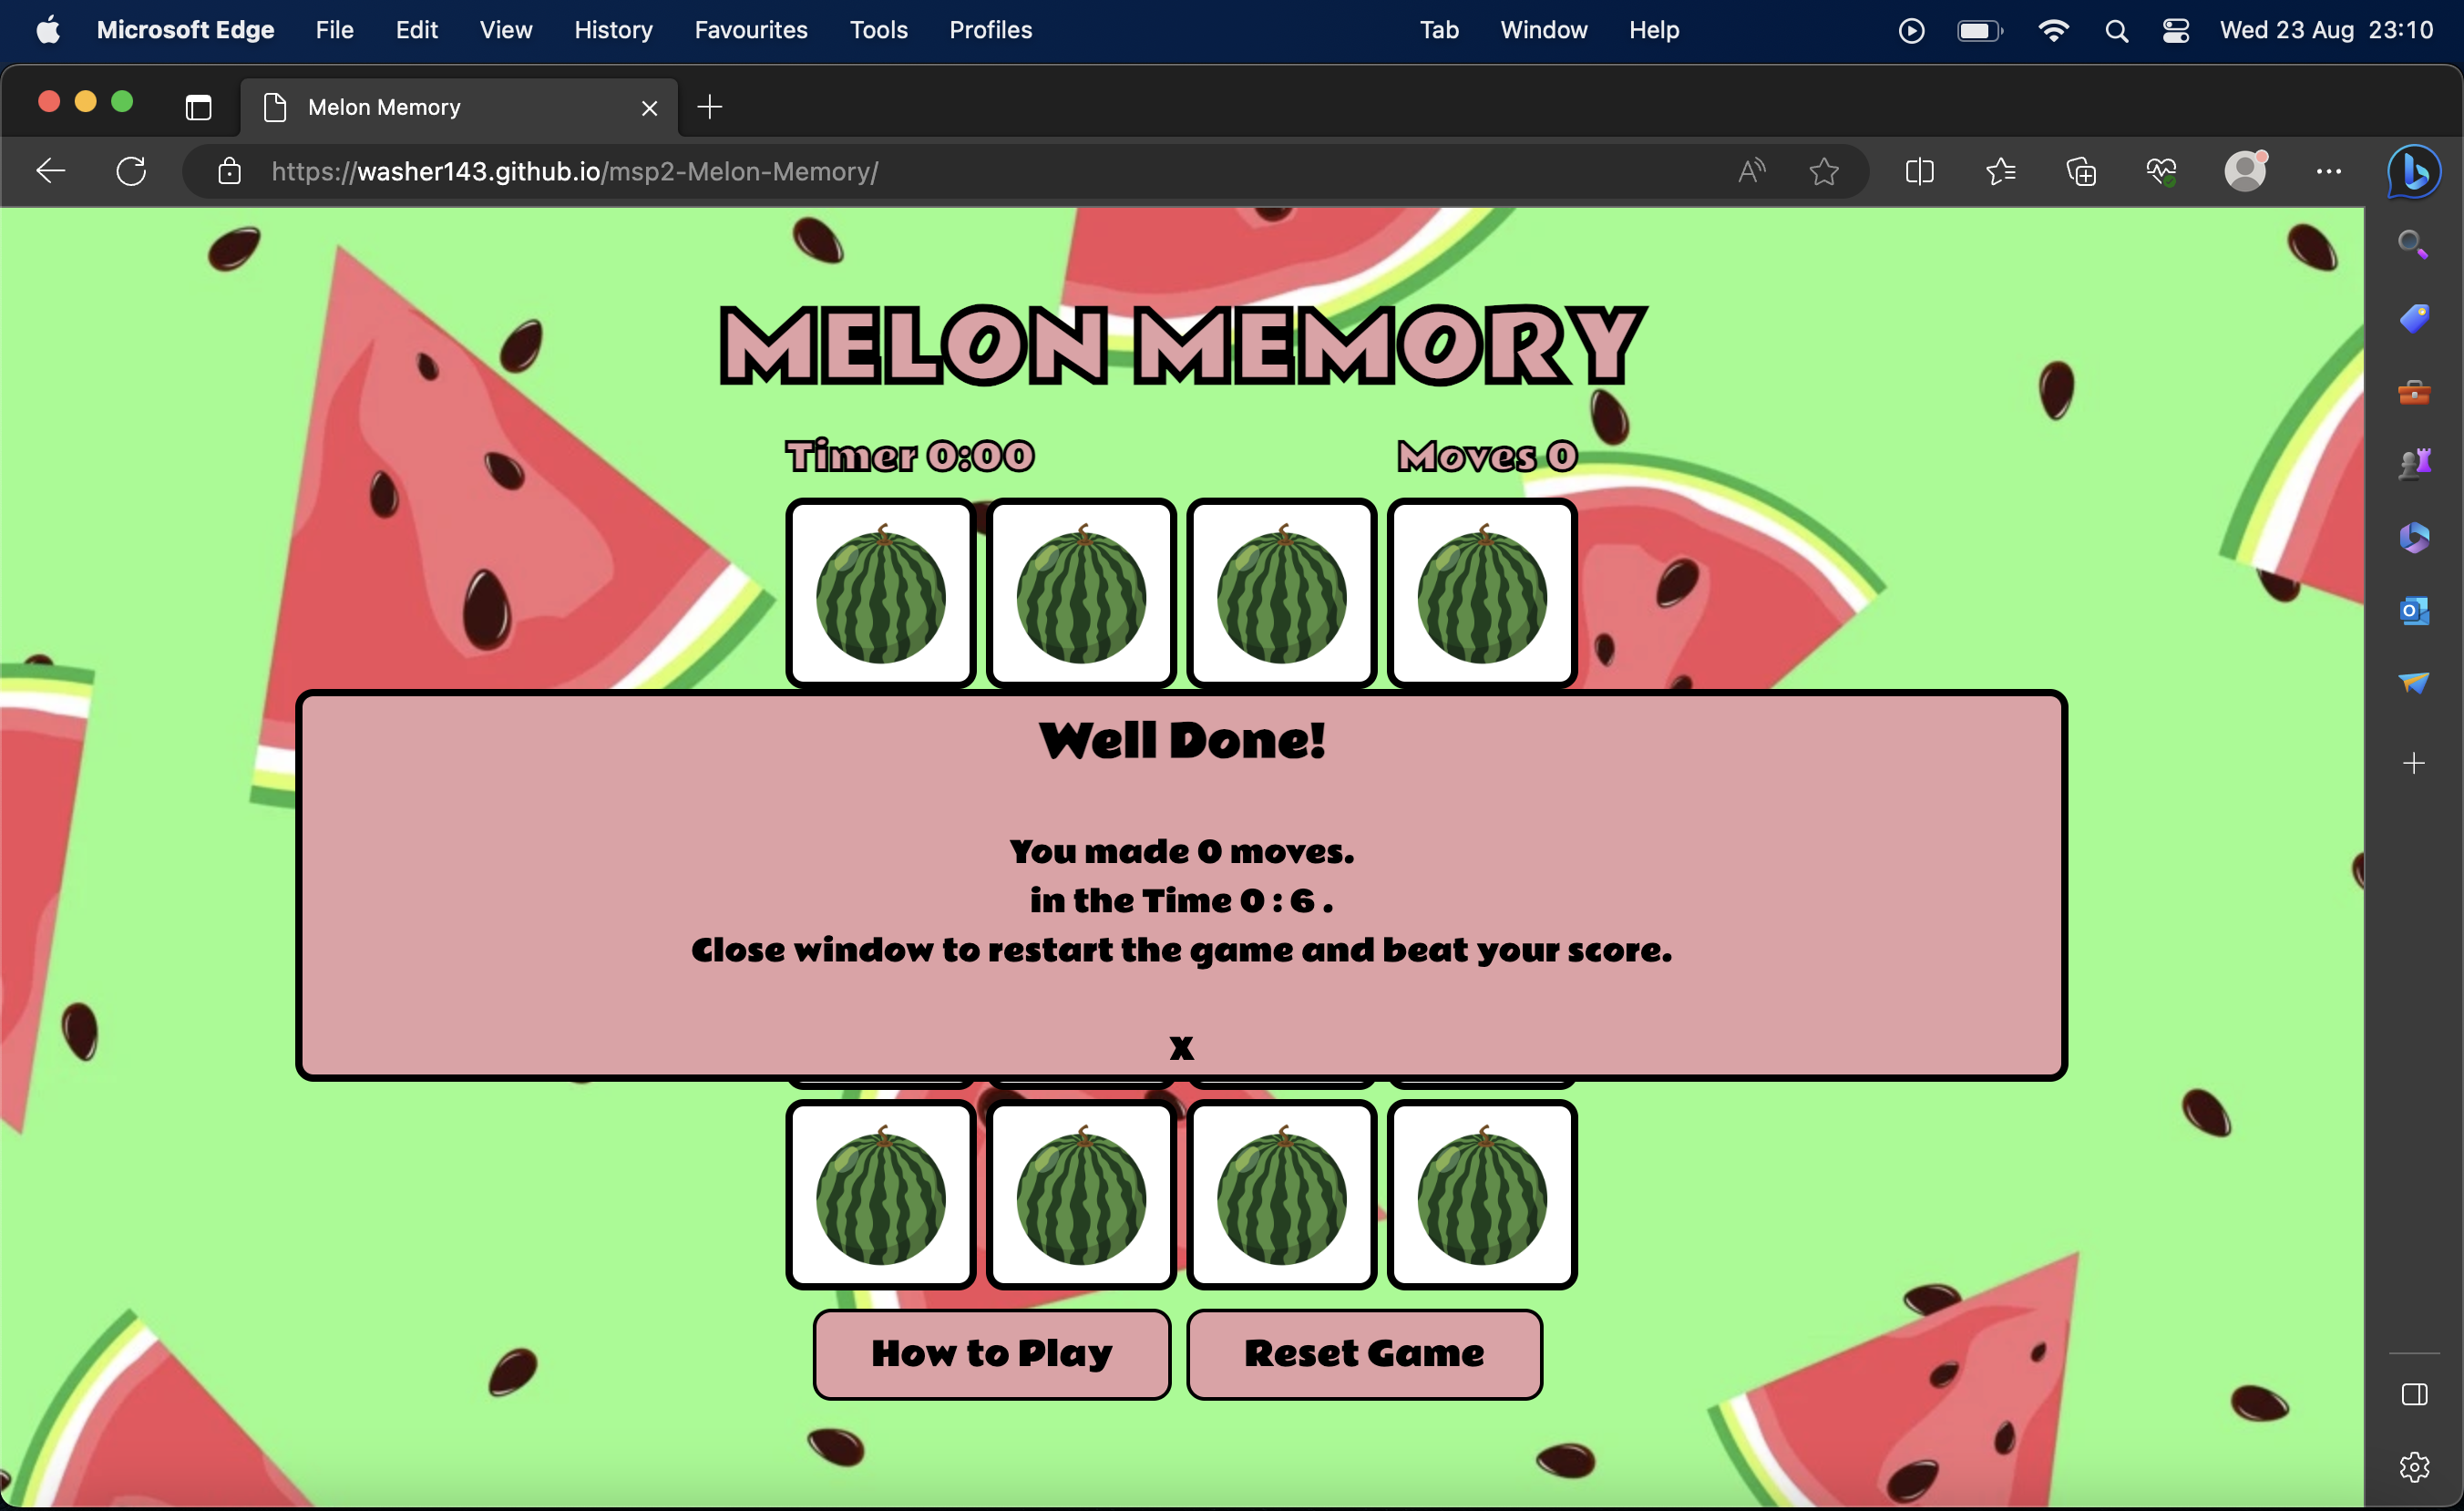 Microsoft Edge File Edit View History Favourites Tools Profiles Tab Window Help Wed 23 Aug 23:10
Melon Memory
https://washer143.github.io/msp2-Melon-Memory/
MELON MEMORY
Timer 0:00 Moves 0
Well Done!
You made 0 moves.
in the Time 0 : 6 .
Close window to restart the game and beat your score.
X
How to Play Reset Game